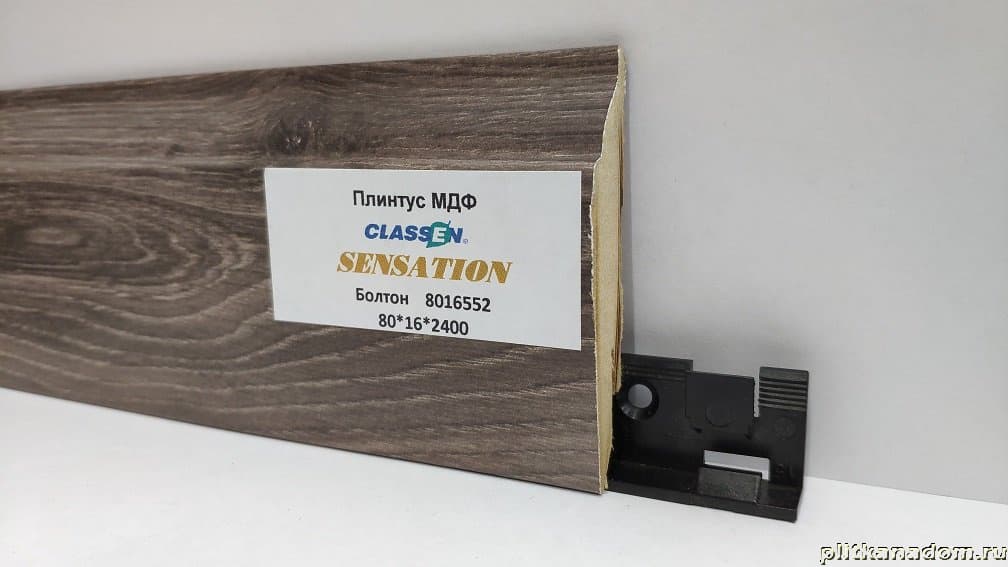 Плинтус МДФ
CLASSEN®
SENSATION
Болтон 8016552
80*16*2400
plitkanadom.ru